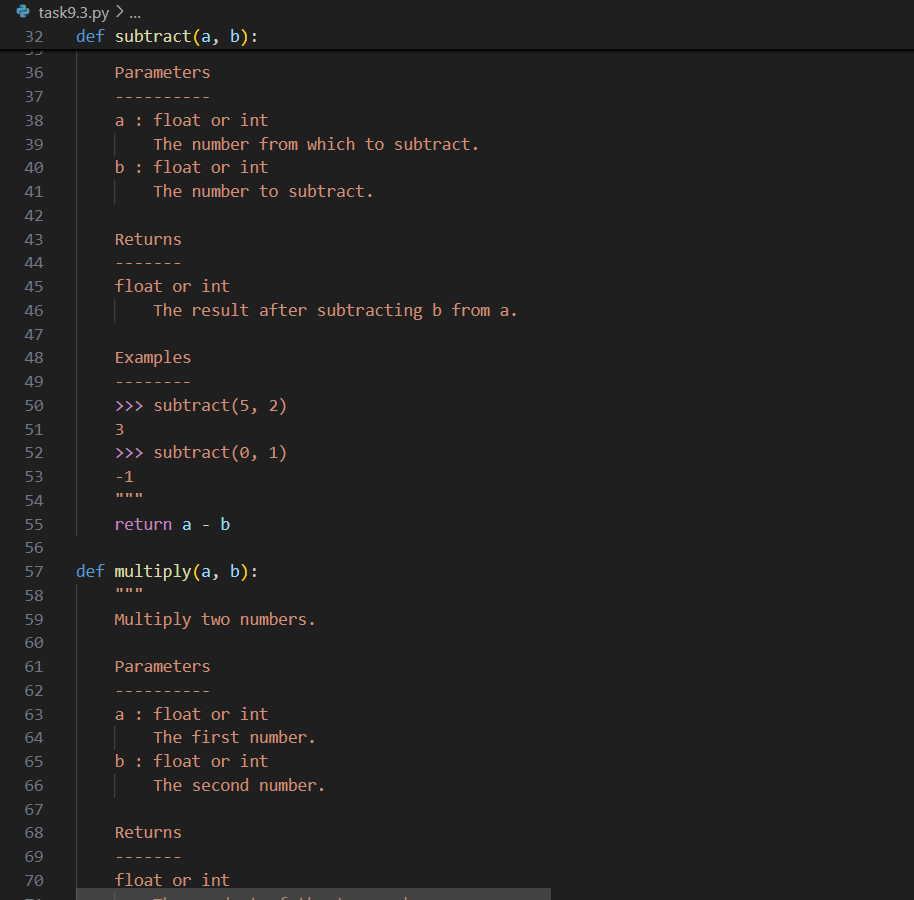 task9.3.py > ...
32 def subtract(a, b):
36 Parameters
37 ----------
38 a : float or int
39 The number from which to subtract.
40 b : float or int
41 The number to subtract.
42
43 Returns
44 -------
45 float or int
46 The result after subtracting b from a.
47
48 Examples
49 --------
50 >>> subtract(5, 2)
51 3
52 >>> subtract(0, 1)
53 -1
54 """
55 return a - b
56
57 def multiply(a, b):
58 """
59 Multiply two numbers.
60
61 Parameters
62 ----------
63 a : float or int
64 The first number.
65 b : float or int
66 The second number.
67
68 Returns
69 -------
70 float or int